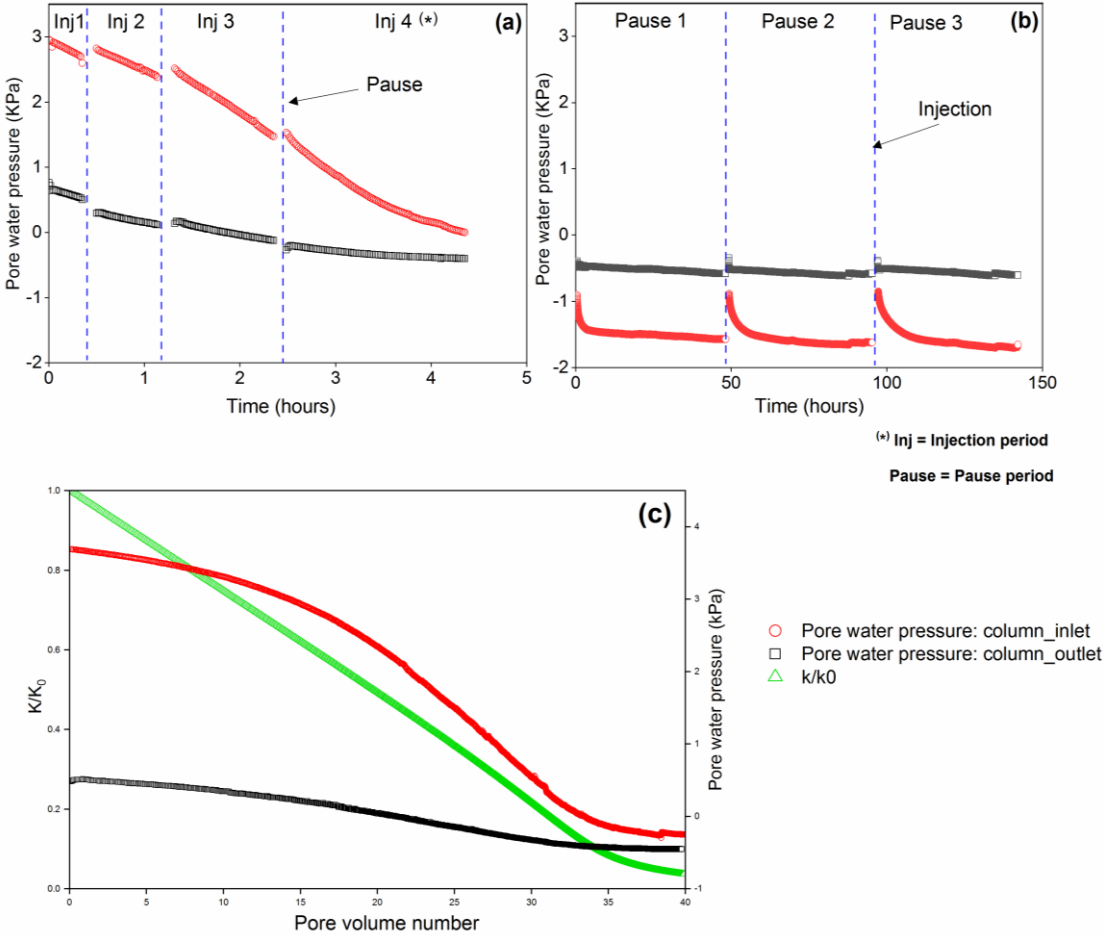 Inj1 Inj 2 Inj 3 Inj 4 (*) (a)
Pause
Pore water pressure (KPa)
3
2
1
0
-1
-2
0 1 2 3 4 5
Time (hours)
Pause 1 Pause 2 Pause 3 (b)
Injection
Pore water pressure (KPa)
3
2
1
0
-1
-2
0 50 100 150
Time (hours)
(*) Inj = Injection period
Pause = Pause period
(c)
K/K0
1.0
0.8
0.6
0.4
0.2
0.0
0 5 10 15 20 25 30 35 40
Pore volume number
4
3
2
1
0
-1
Pore water pressure (kPa)
Pore water pressure: column_inlet
Pore water pressure: column_outlet
k/k0